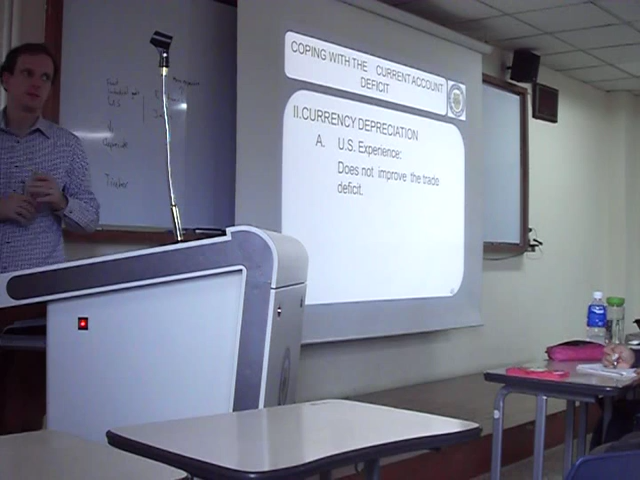 COPING WITH THE CURRENT ACCOUNT
DEFICIT
II.CURRENCY DEPRECIATION
A. U.S. Experience:
Does not improve the trade
deficit.